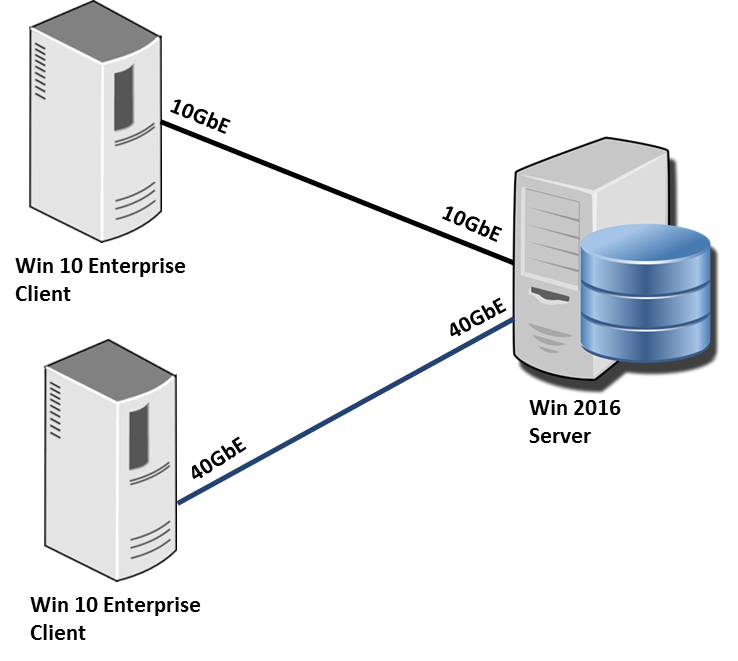 10GbE
10GbE
Win 10 Enterprise
Client
40GbE
Win 2016
Server
40GbE
Win 10 Enterprise
Client